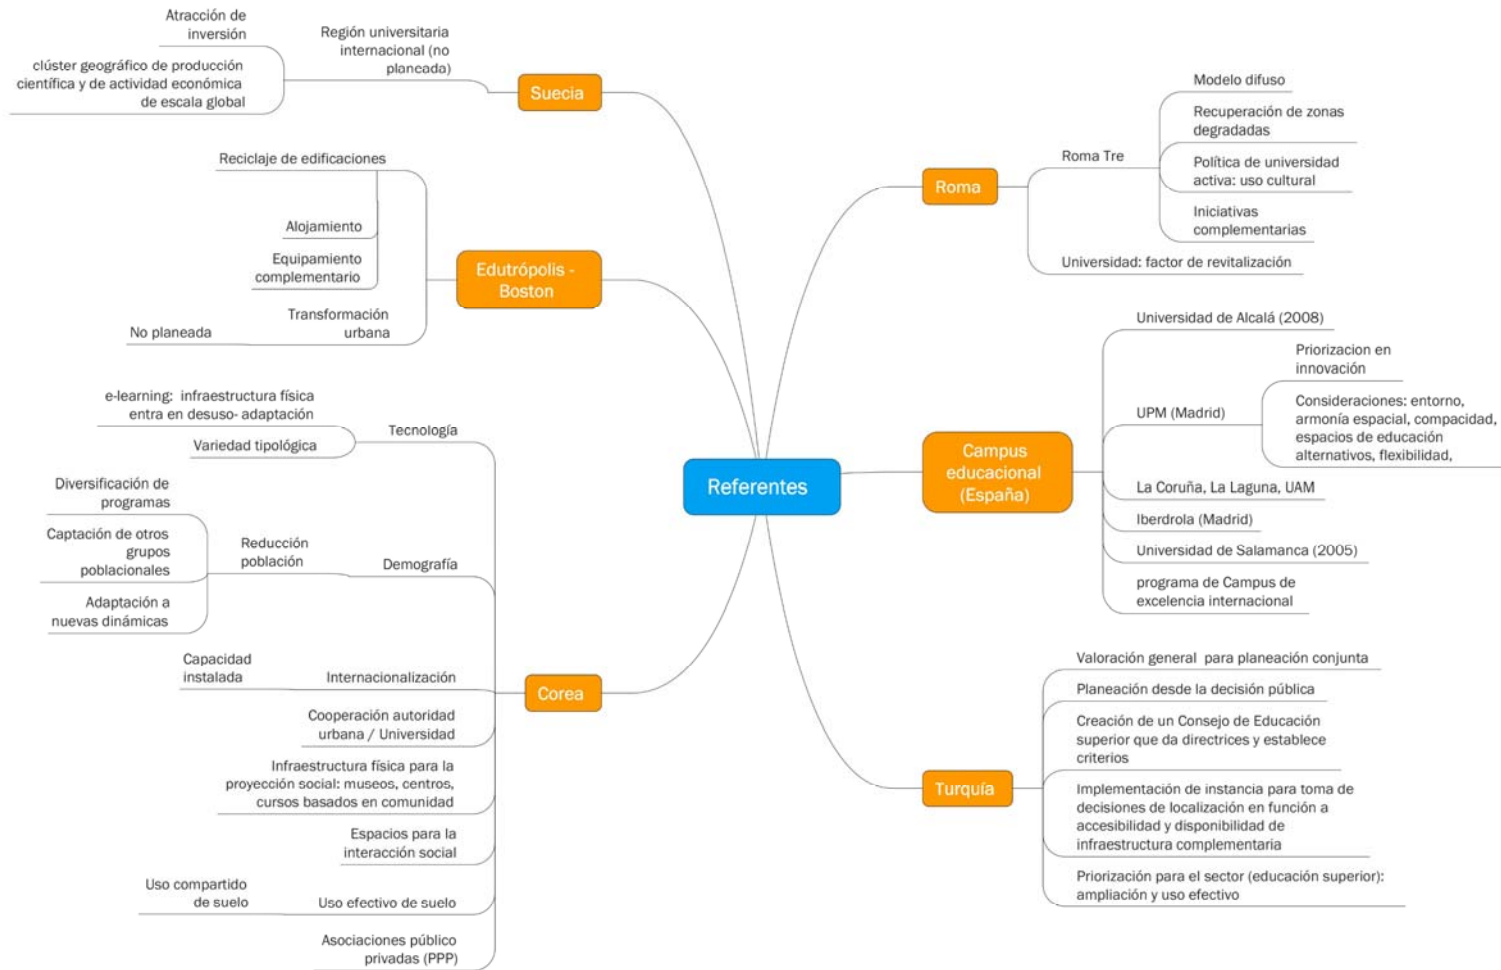 Referentes
Suecia
Región universitaria
internacional (no
planeada)
Atracción de
inversión
clúster geográfico de producción
científica y de actividad económica
de escala global
Edutrópolis -
Boston
Reciclaje de edificaciones
Alojamiento
Equipamiento
complementario
Transformación
urbana
No planeada
Corea
Tecnología
e-learning:  infraestructura física
entra en desuso- adaptación
Variedad tipológica
Demografía
Reducción
población
Diversificación de
programas
Captación de otros
grupos
poblacionales
Adaptación a
nuevas dinámicas
Internacionalización
Capacidad
instalada
Cooperación autoridad
urbana / Universidad
Infraestructura física para la
proyección social: museos, centros,
cursos basados en comunidad
Espacios para la
interacción social
Uso efectivo de suelo
Uso compartido
de suelo
Asociaciones público
privadas (PPP)
Roma
Roma Tre
Modelo difuso
Recuperación de zonas
degradadas
Política de universidad
activa: uso cultural
Iniciativas
complementarias
Universidad: factor de revitalización
Campus
educacional
(España)
Universidad de Alcalá (2008)
UPM (Madrid)
Priorizacion en
innovación
Consideraciones: entorno,
armonía espacial, compacidad,
espacios de educación
alternativos, flexibilidad,
La Coruña, La Laguna, UAM
Iberdrola (Madrid)
Universidad de Salamanca (2005)
programa de Campus de
excelencia internacional
Turquía
Valoración general  para planeación conjunta
Planeación desde la decisión pública
Creación de un Consejo de Educación
superior que da directrices y establece
criterios
Implementación de instancia para toma de
decisiones de localización en función a
accesibilidad y disponibilidad de
infraestructura complementaria
Priorización para el sector (educación superior):
ampliación y uso efectivo